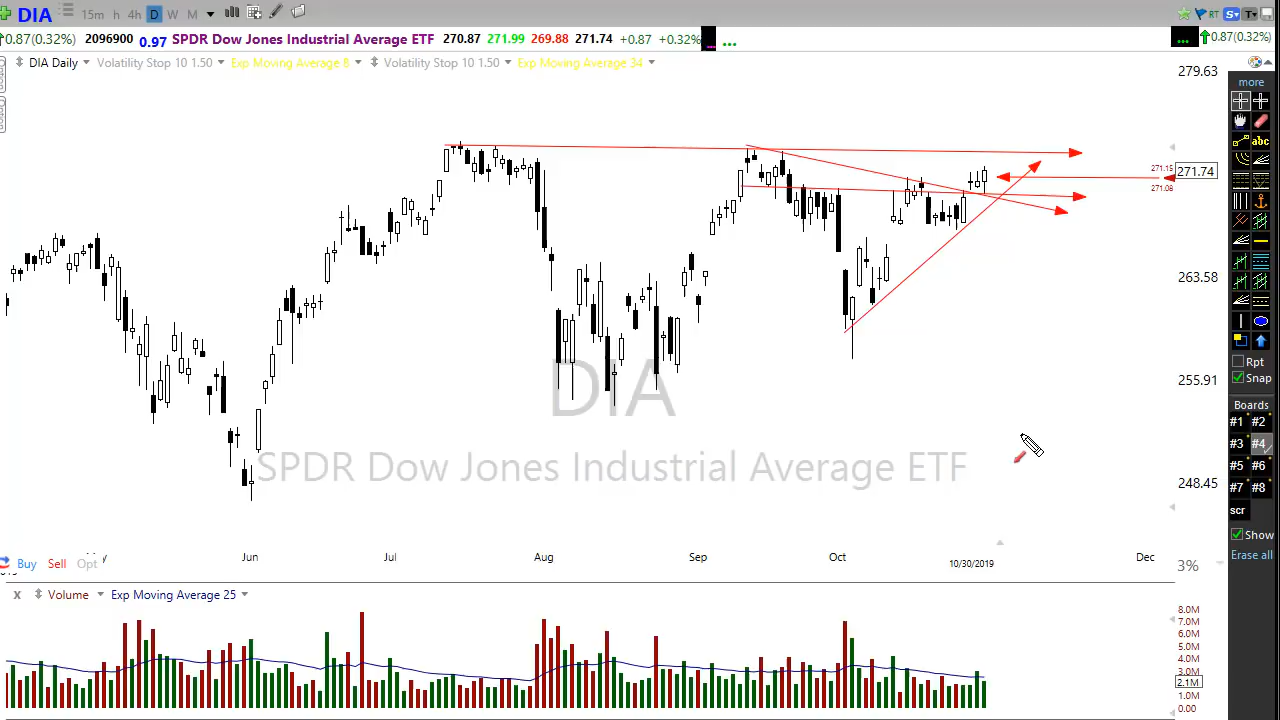 DIA 15m h 4h D W M RT S T
0.87(0.32%) 2096900 0.97 SPDR Dow Jones Industrial Average ETF 270.87 271.99 269.88 271.74 +0.87 +0.32% ... ... ... 0.87(0.32%)
DIA Daily Volatility Stop 10 1.50 Exp Moving Average 8 Volatility Stop 10 1.50 Exp Moving Average 34
279.63
more
abc
271.15
271.74
271.08
263.58
255.91
248.45
Rpt
Snap
Boards
#1 #2
#3 #4
#5 #6
#7 #8
scr
Show
Erase all
DIA
SPDR Dow Jones Industrial Average ETF
Jun Jul Aug Sep Oct Dec
Buy Sell Opt 10/30/2019 3%
X Volume Exp Moving Average 25
8.0M
7.0M
6.0M
5.0M
4.0M
3.0M
2.1M
1.0M
0.00